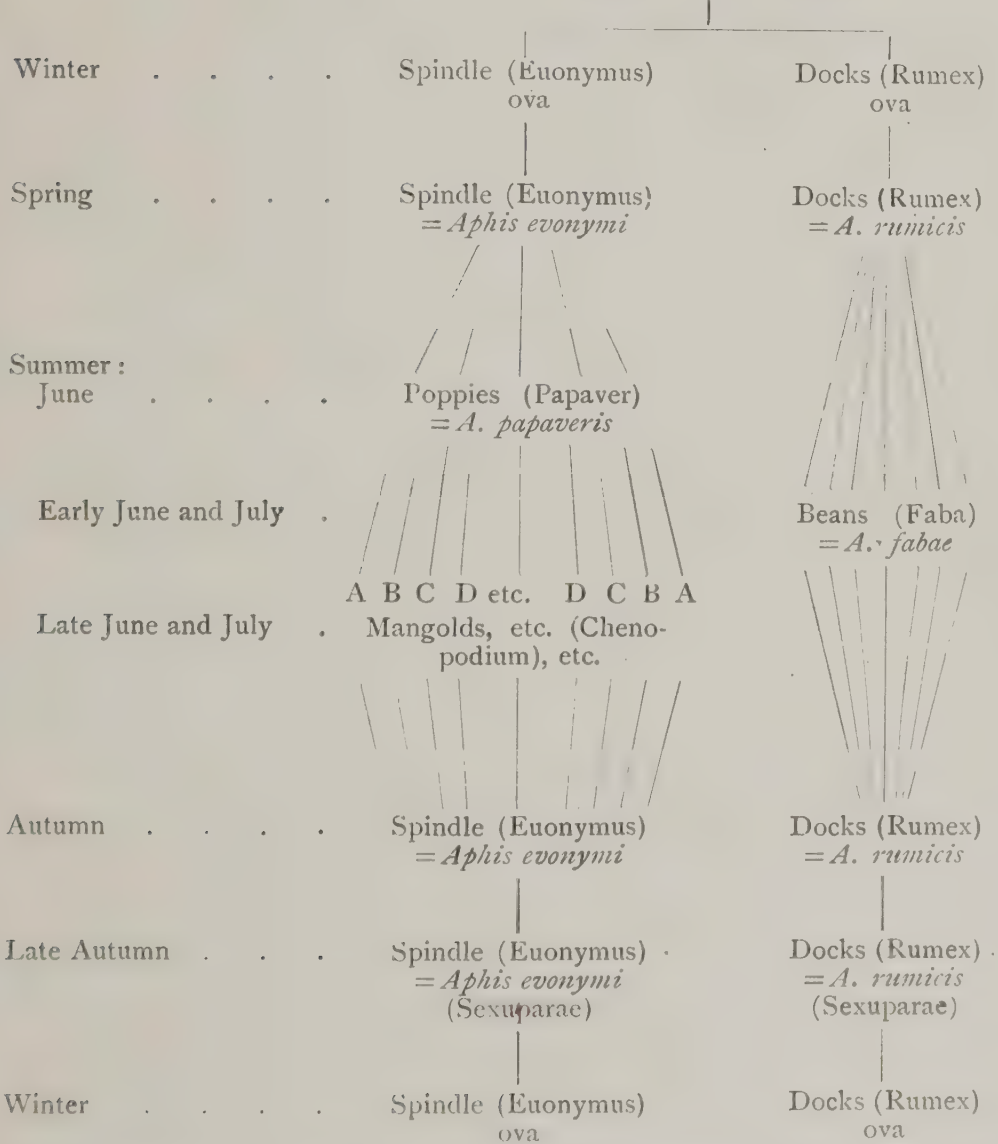 Winter . . . . Spindle (Euonymus) Docks (Rumex)
ova ova
Spring . . . . Spindle (Euonymus) Docks (Rumex)
= Aphis evonymi = A. rumicis
Summer :
June . . . . Poppies (Papaver)
= A. papaveris
Early June and July . Beans (Faba)
= A. fabae
A B C D etc. D C B A
Late June and July . Mangolds, etc. (Cheno-
podium), etc.
Autumn . . . . Spindle (Euonymus) Docks (Rumex)
= Aphis evonymi = A. rumicis
Late Autumn . . . Spindle (Euonymus) Docks (Rumex)
= Aphis evonymi = A. rumicis
(Sexuparae) (Sexuparae)
Winter . . . . Spindle (Euonymus) Docks (Rumex)
ova ova